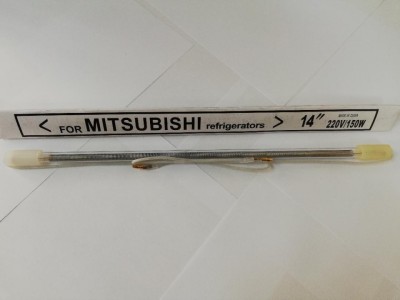 < FOR MITSUBISHI refrigerators > 14"
220V/150W